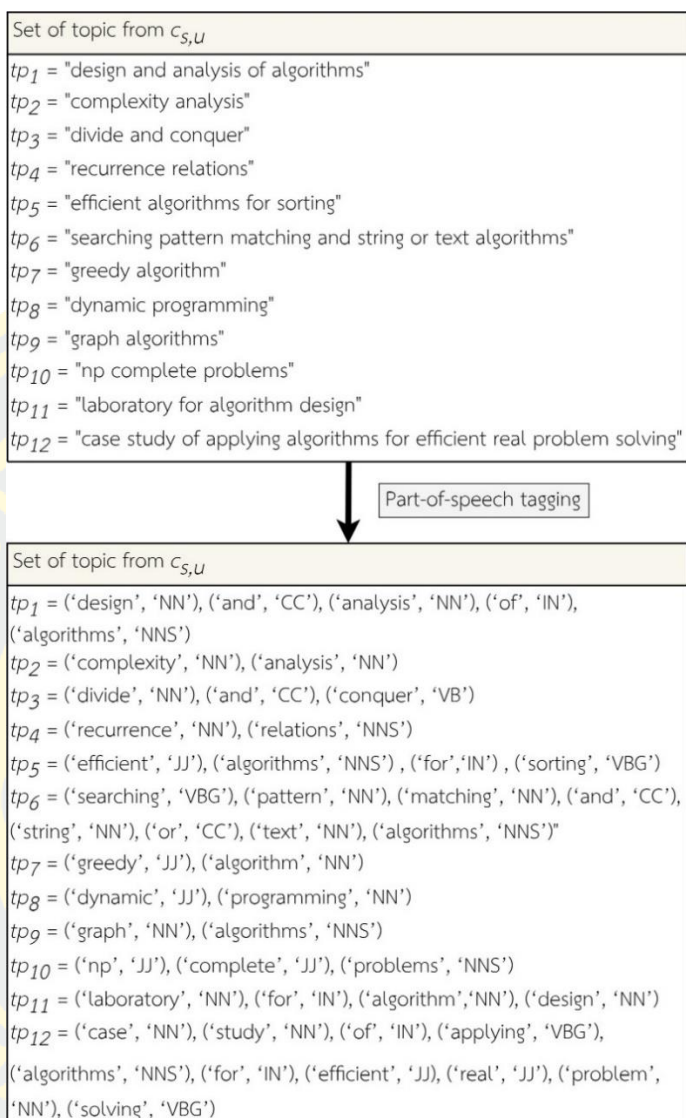 Set of topic from c_{s,u}
tp_1 = "design and analysis of algorithms"
tp_2 = "complexity analysis"
tp_3 = "divide and conquer"
tp_4 = "recurrence relations"
tp_5 = "efficient algorithms for sorting"
tp_6 = "searching pattern matching and string or text algorithms"
tp_7 = "greedy algorithm"
tp_8 = "dynamic programming"
tp_9 = "graph algorithms"
tp_10 = "np complete problems"
tp_11 = "laboratory for algorithm design"
tp_12 = "case study of applying algorithms for efficient real problem solving"
Part-of-speech tagging
Set of topic from c_{s,u}
tp_1 = (‘design’, ‘NN’), (‘and’, ‘CC’), (‘analysis’, ‘NN’), (‘of’, ‘IN’),
(‘algorithms’, ‘NNS’)
tp_2 = (‘complexity’, ‘NN’), (‘analysis’, ‘NN’)
tp_3 = (‘divide’, ‘NN’), (‘and’, ‘CC’), (‘conquer’, ‘VB’)
tp_4 = (‘recurrence’, ‘NN’), (‘relations’, ‘NNS’)
tp_5 = (‘efficient’, ‘JJ’), (‘algorithms’, ‘NNS’) , (‘for’,‘IN’) , (‘sorting’, ‘VBG’)
tp_6 = (‘searching’, ‘VBG’), (‘pattern’, ‘NN’), (‘matching’, ‘NN’), (‘and’, ‘CC’),
(‘string’, ‘NN’), (‘or’, ‘CC’), (‘text’, ‘NN’), (‘algorithms’, ‘NNS’)"
tp_7 = (‘greedy’, ‘JJ’), (‘algorithm’, ‘NN’)
tp_8 = (‘dynamic’, ‘JJ’), (‘programming’, ‘NN’)
tp_9 = (‘graph’, ‘NN’), (‘algorithms’, ‘NNS’)
tp_10 = (‘np’, ‘JJ’), (‘complete’, ‘JJ’), (‘problems’, ‘NNS’)
tp_11 = (‘laboratory’, ‘NN’), (‘for’, ‘IN’), (‘algorithm’,‘NN’), (‘design’, ‘NN’)
tp_12 = (‘case’, ‘NN’), (‘study’, ‘NN’), (‘of’, ‘IN’), (‘applying’, ‘VBG’),
(‘algorithms’, ‘NNS’), (‘for’, ‘IN’), (‘efficient’, ‘JJ), (‘real’, ‘JJ’), (‘problem’,
‘NN’), (‘solving’, ‘VBG’)